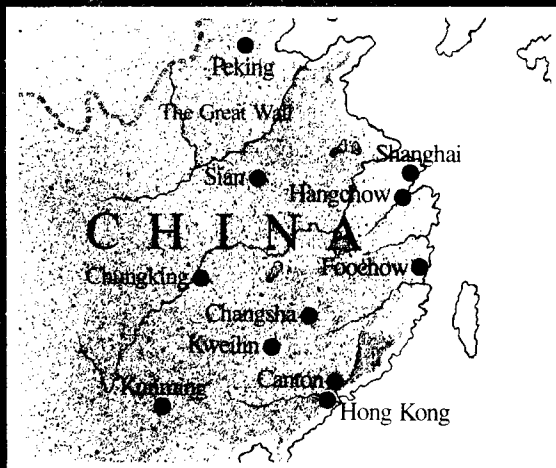 Peking
The Great Wall
Shanghai
Sian
Hangchow
CHINA
Chungking
Foochow
Changsha
Kweilin
Kunming
Canton
Hong Kong